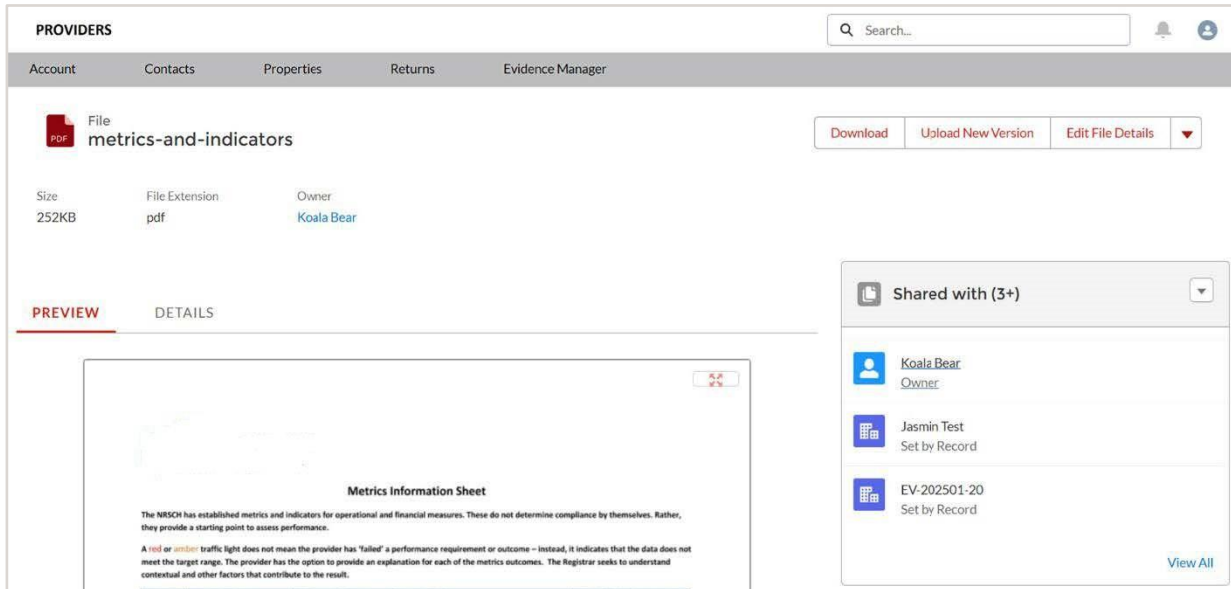 PROVIDERS
Search...
Account Contacts Properties Returns Evidence Manager
PDF
File
metrics-and-indicators
Download Upload New Version Edit File Details
Size File Extension Owner
252KB pdf Koala Bear
Shared with (3+)
PREVIEW DETAILS
Koala Bear
Owner
Jasmin Test
Set by Record
EV-202501-20
Set by Record
View All
Metrics Information Sheet
The NRSCH has established metrics and indicators for operational and financial measures. These do not determine compliance by themselves. Rather,
they provide a starting point to assess performance.
A red or amber traffic light does not mean the provider has 'failed' a performance requirement or outcome – instead, it indicates that the data does not
meet the target range. The provider has the option to provide an explanation for each of the metrics outcomes. The Registrar seeks to understand
contextual and other factors that contribute to the result.